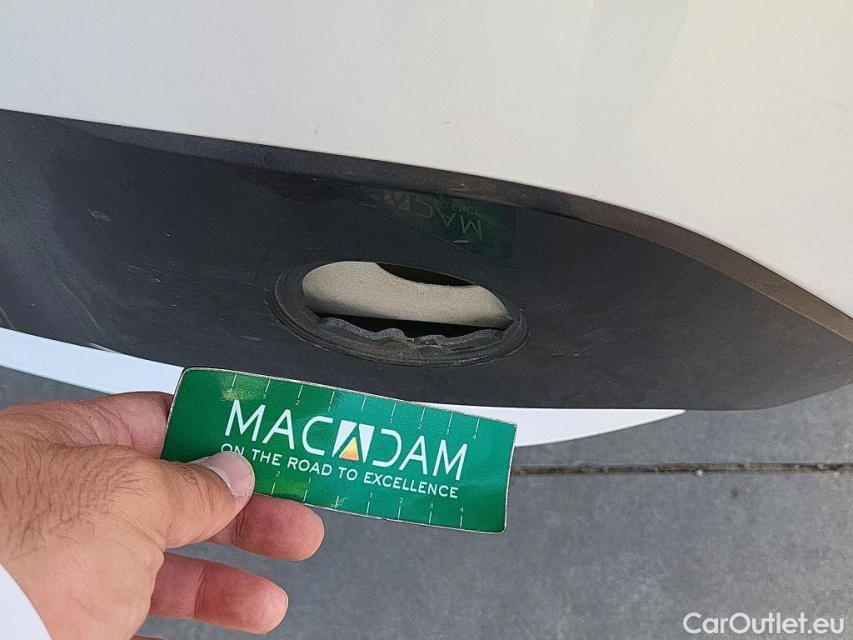 MACADAM
ON THE ROAD TO EXCELLENCE
CarOutlet.eu